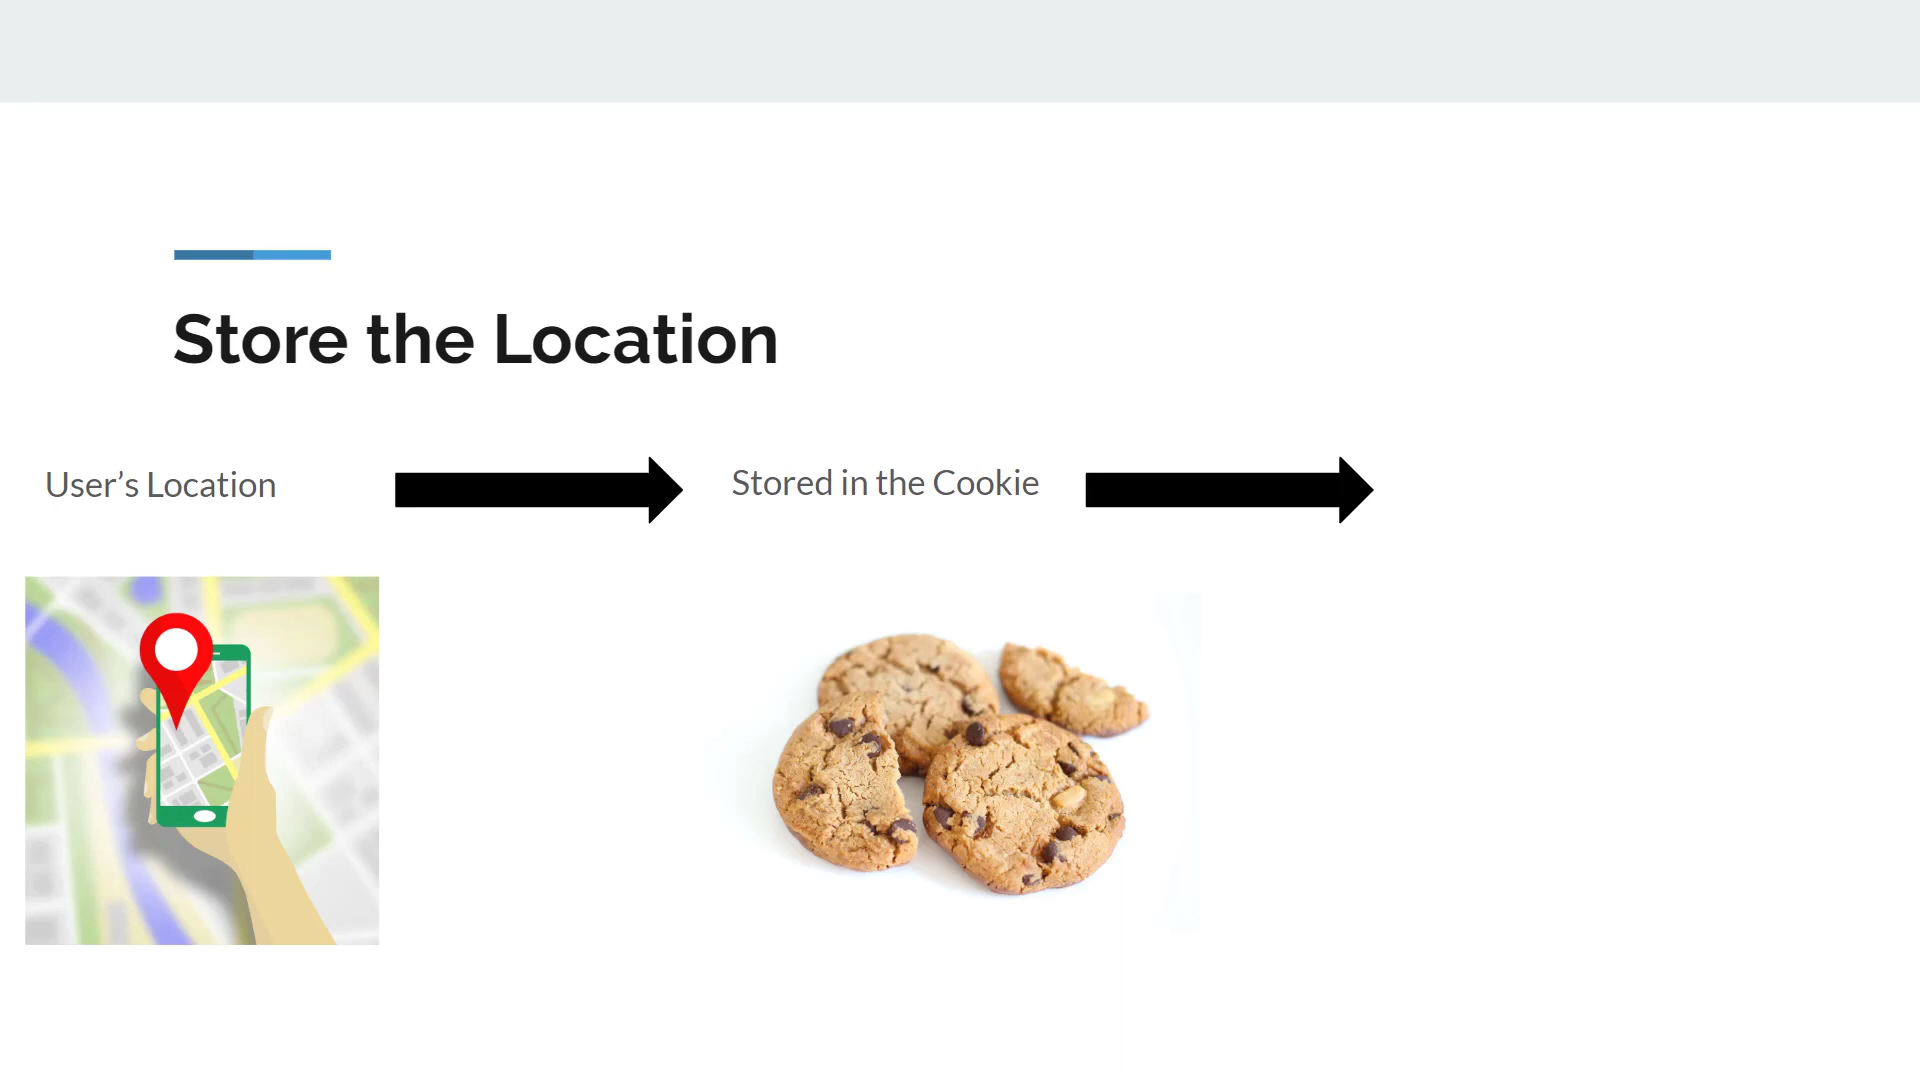 Store the Location
User’s Location
Stored in the Cookie